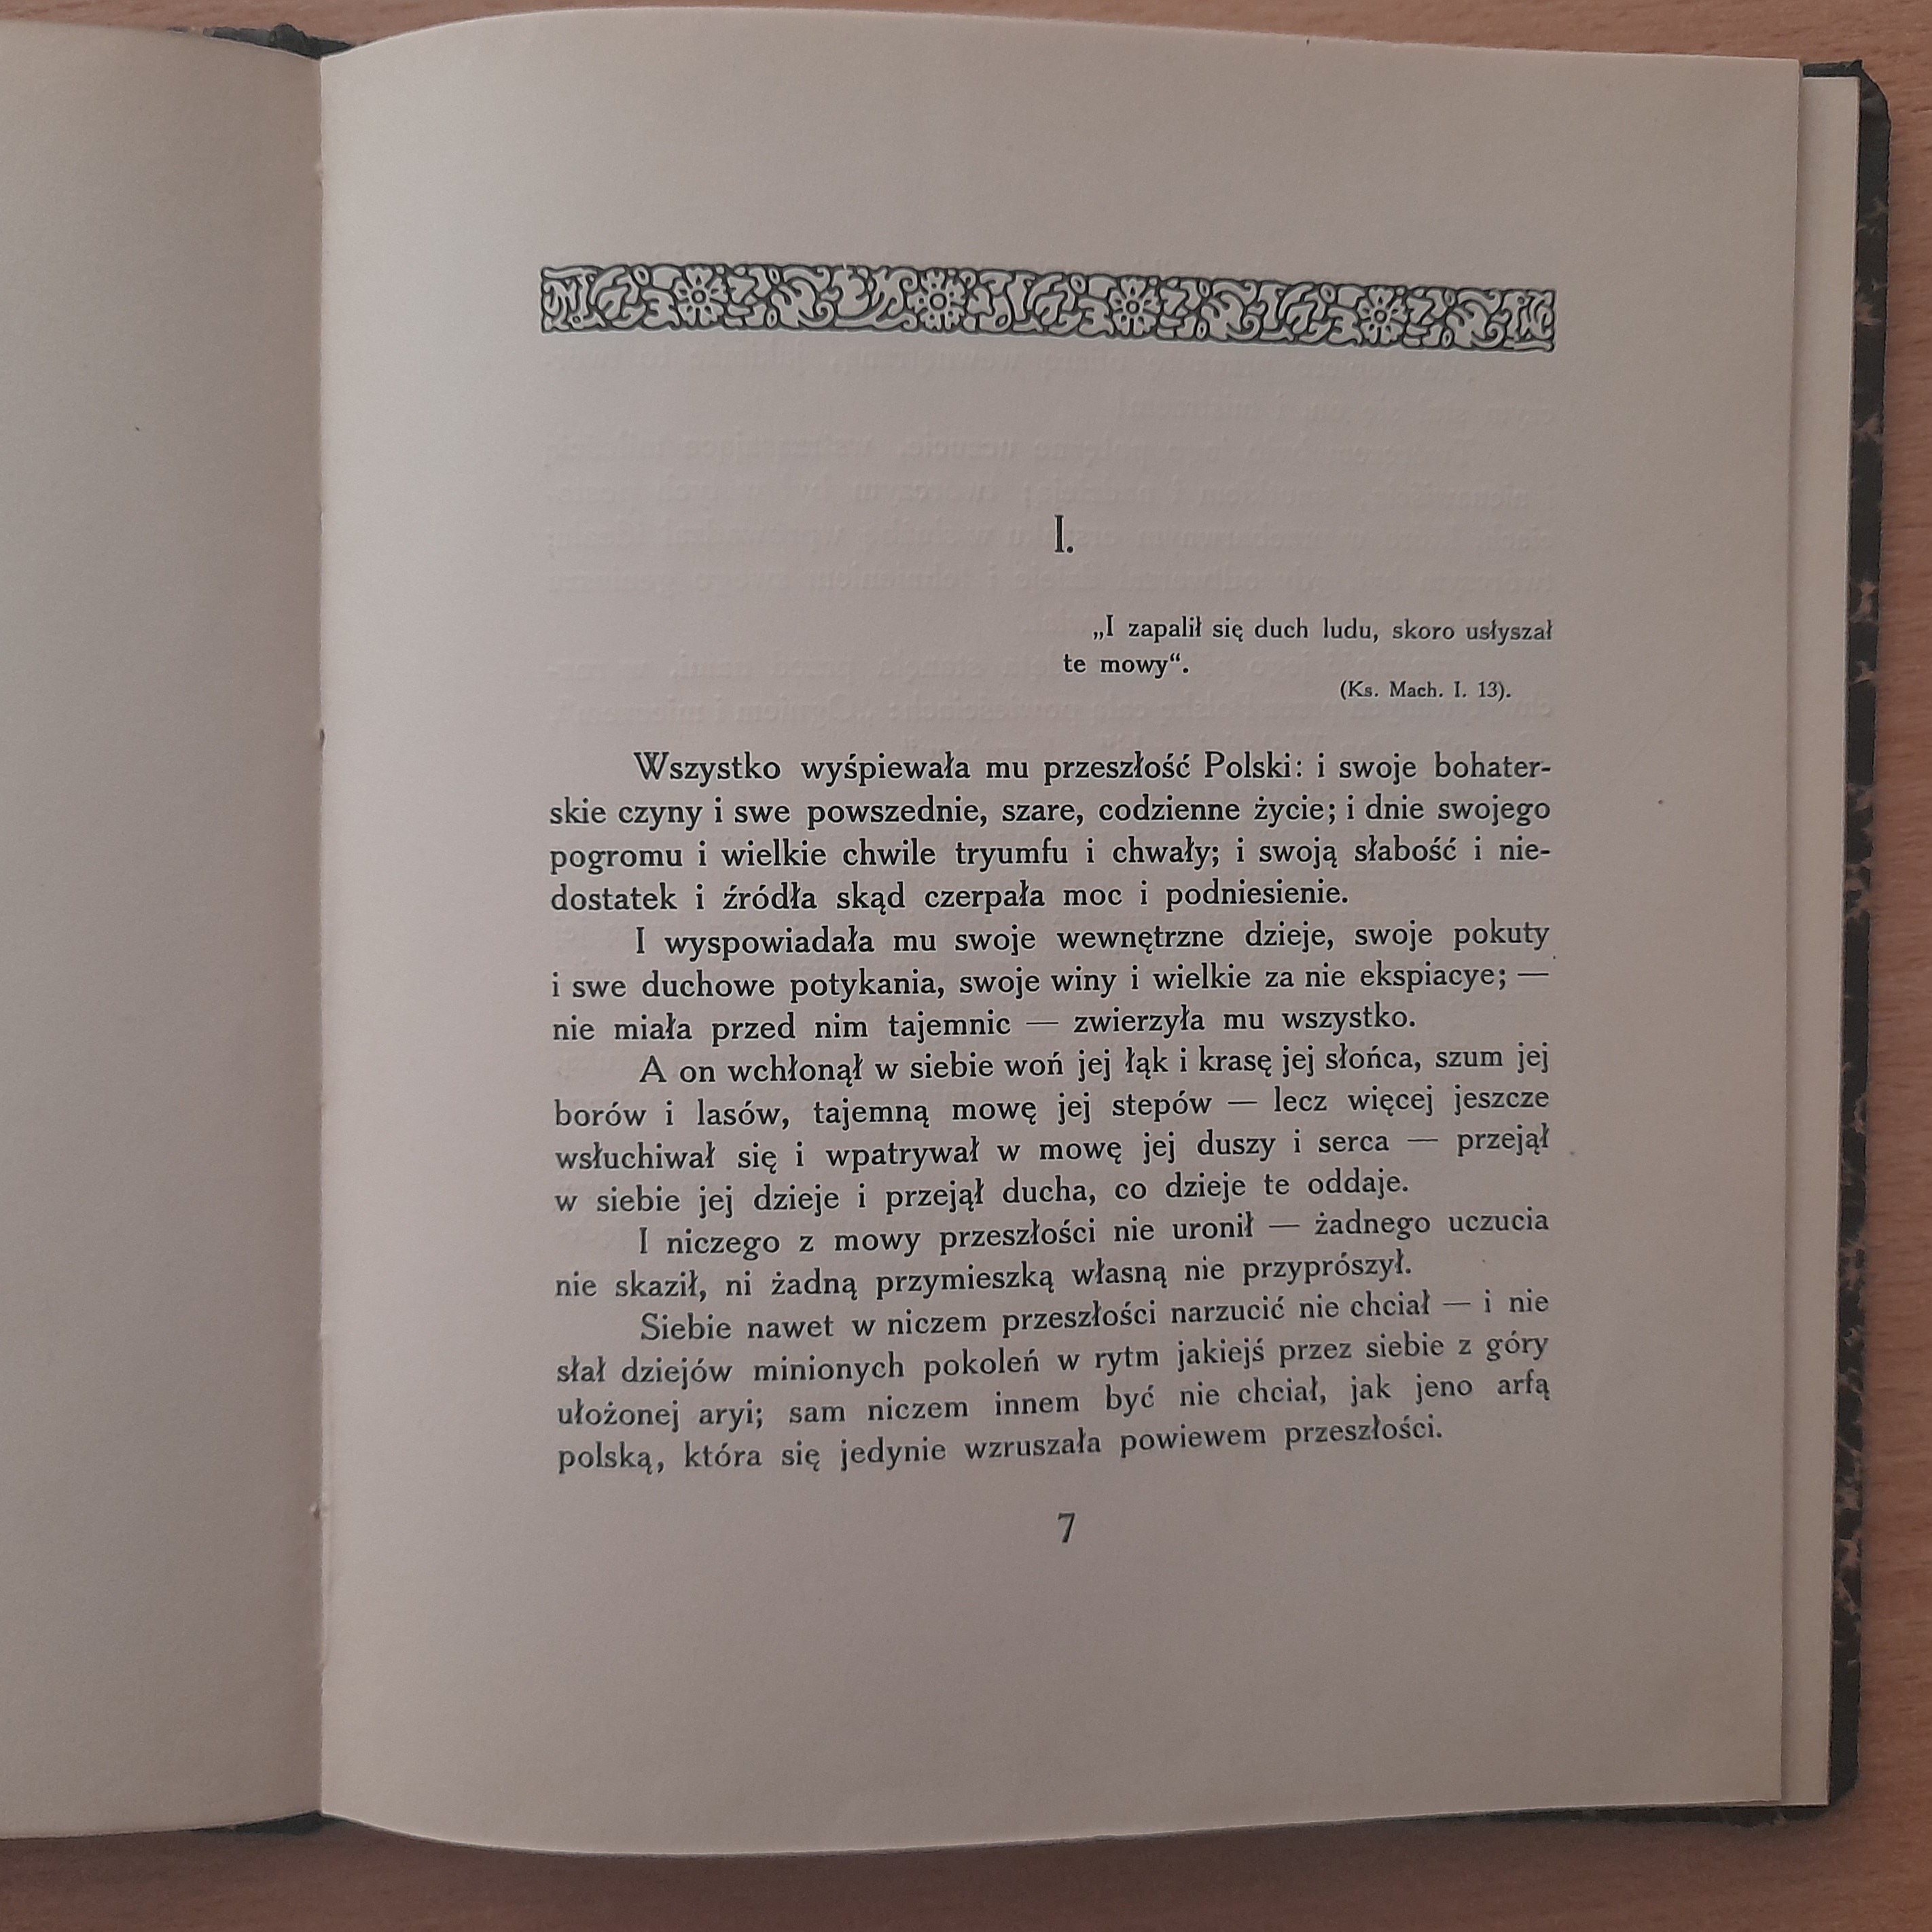 I.
„I zapalił się duch ludu, skoro usłyszał
te mowy“.
(Ks. Mach. I. 13).
Wszystko wyśpiewała mu przeszłość Polski: i swoje bohater-
skie czyny i swe powszednie, szare, codzienne życie; i dnie swojego
pogromu i wielkie chwile tryumfu i chwały; i swoją słabość i nie-
dostatek i źródła skąd czerpała moc i podniesienie.
I wyspowiadała mu swoje wewnętrzne dzieje, swoje pokuty
i swe duchowe potykania, swoje winy i wielkie za nie ekspiacye; —
nie miała przed nim tajemnic — zwierzyła mu wszystko.
A on wchłonął w siebie woń jej łąk i krasę jej słońca, szum jej
borów i lasów, tajemną mowę jej stepów — lecz więcej jeszcze
wsłuchiwał się i wpatrywał w mowę jej duszy i serca — przejął
w siebie jej dzieje i przejął ducha, co dzieje te oddaje.
I niczego z mowy przeszłości nie uronił — żadnego uczucia
nie skaził, ni żadną przymieszką własną nie przyprószył.
Siebie nawet w niczem przeszłości narzucić nie chciał — i nie
słał dziejów minionych pokoleń w rytm jakiejś przez siebie z góry
ułożonej aryi; sam niczem innem być nie chciał, jak jeno arfą
polską, która się jedynie wzruszała powiewem przeszłości.
7